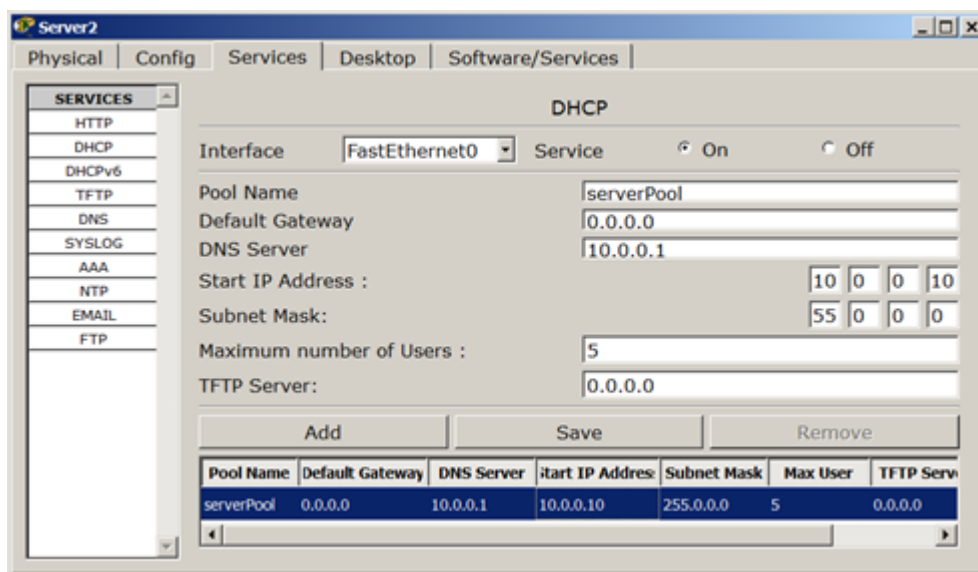 Server2
Physical Config Services Desktop Software/Services
SERVICES
HTTP
DHCP
DHCPv6
TFTP
DNS
SYSLOG
AAA
NTP
EMAIL
FTP
DHCP
Interface FastEthernet0 Service On Off
Pool Name serverPool
Default Gateway 0.0.0.0
DNS Server 10.0.0.1
Start IP Address : 10 0 0 10
Subnet Mask: 55 0 0 0
Maximum number of Users : 5
TFTP Server: 0.0.0.0
Add Save Remove
Pool Name Default Gateway DNS Server tart IP Addres Subnet Mask Max User TFTP Serv
serverPool 0.0.0.0 10.0.0.1 10.0.0.10 255.0.0.0 5 0.0.0.0